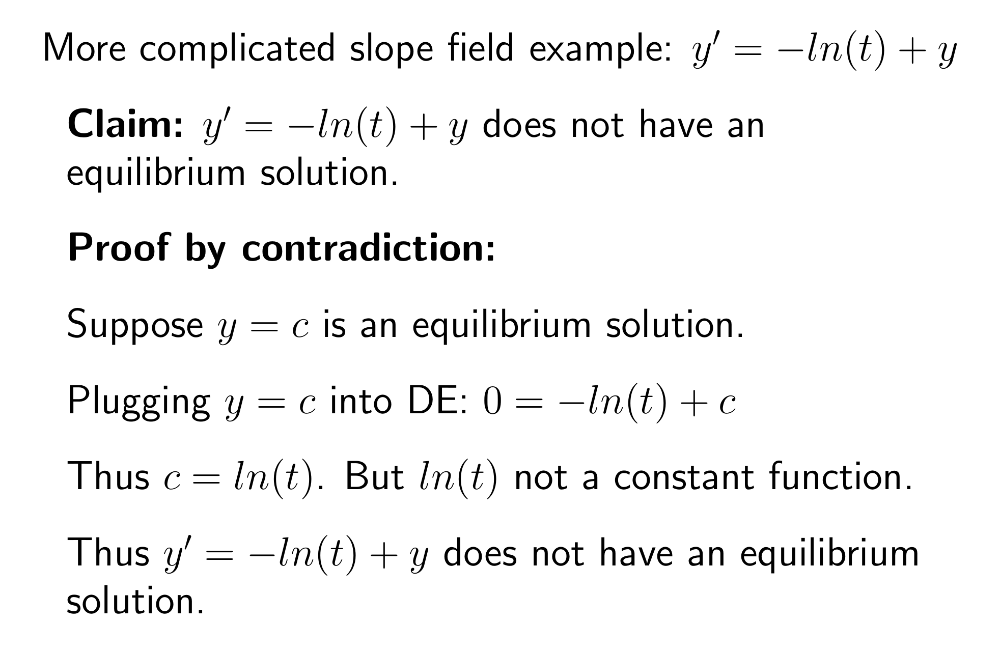 More complicated slope field example: y′ = −ln(t) + y
Claim: y′ = −ln(t) + y does not have an
equilibrium solution.
Proof by contradiction:
Suppose y = c is an equilibrium solution.
Plugging y = c into DE: 0 = −ln(t) + c
Thus c = ln(t). But ln(t) not a constant function.
Thus y′ = −ln(t) + y does not have an equilibrium
solution.